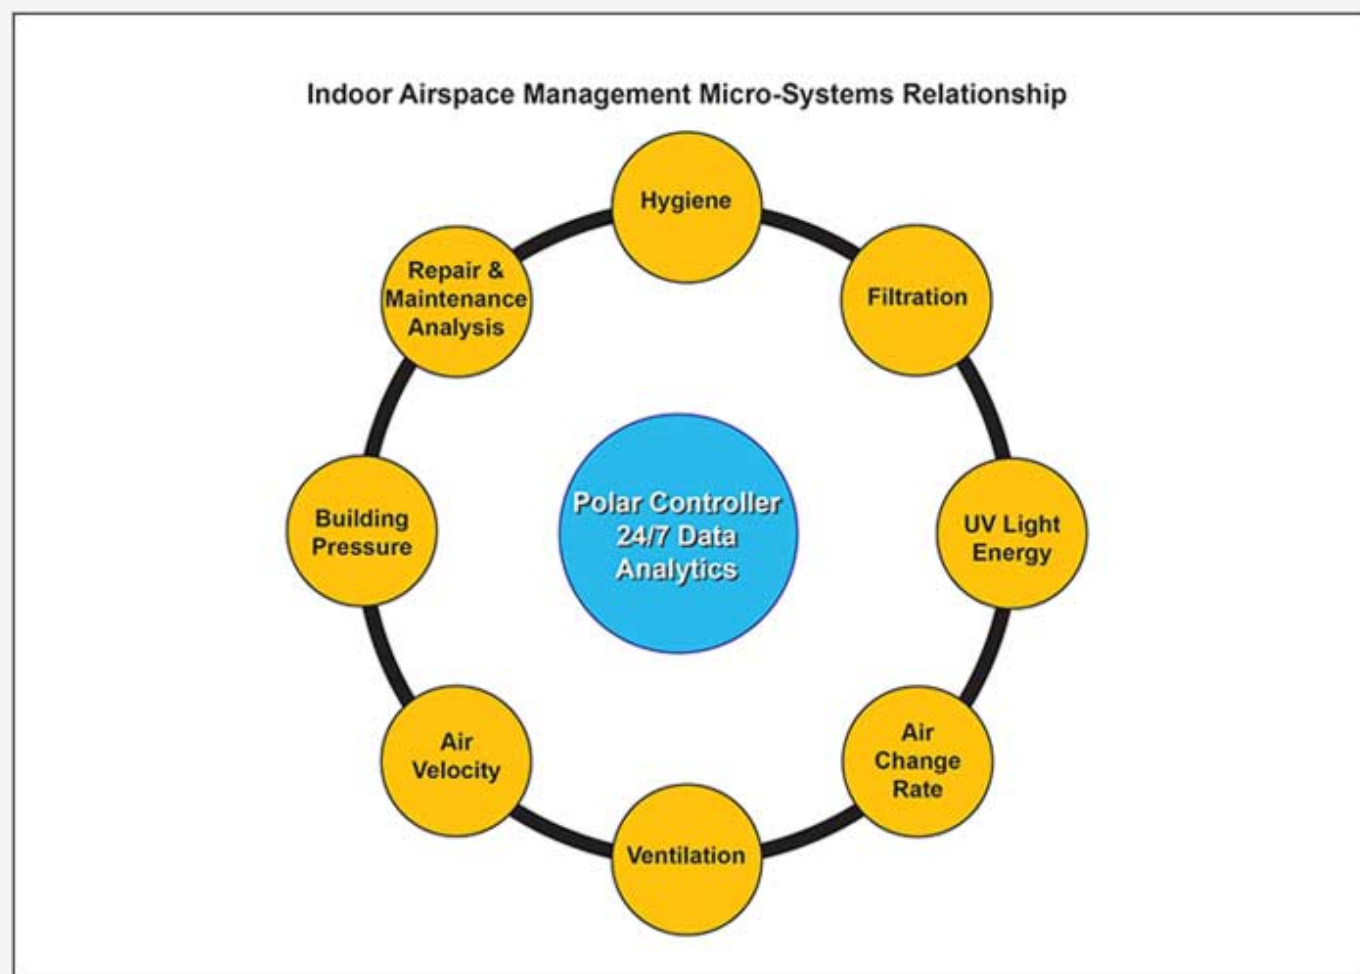 Indoor Airspace Management Micro-Systems Relationship
Hygiene
Filtration
UV Light
Energy
Air
Change
Rate
Ventilation
Air
Velocity
Building
Pressure
Repair &
Maintenance
Analysis
Polar Controller
24/7 Data
Analytics